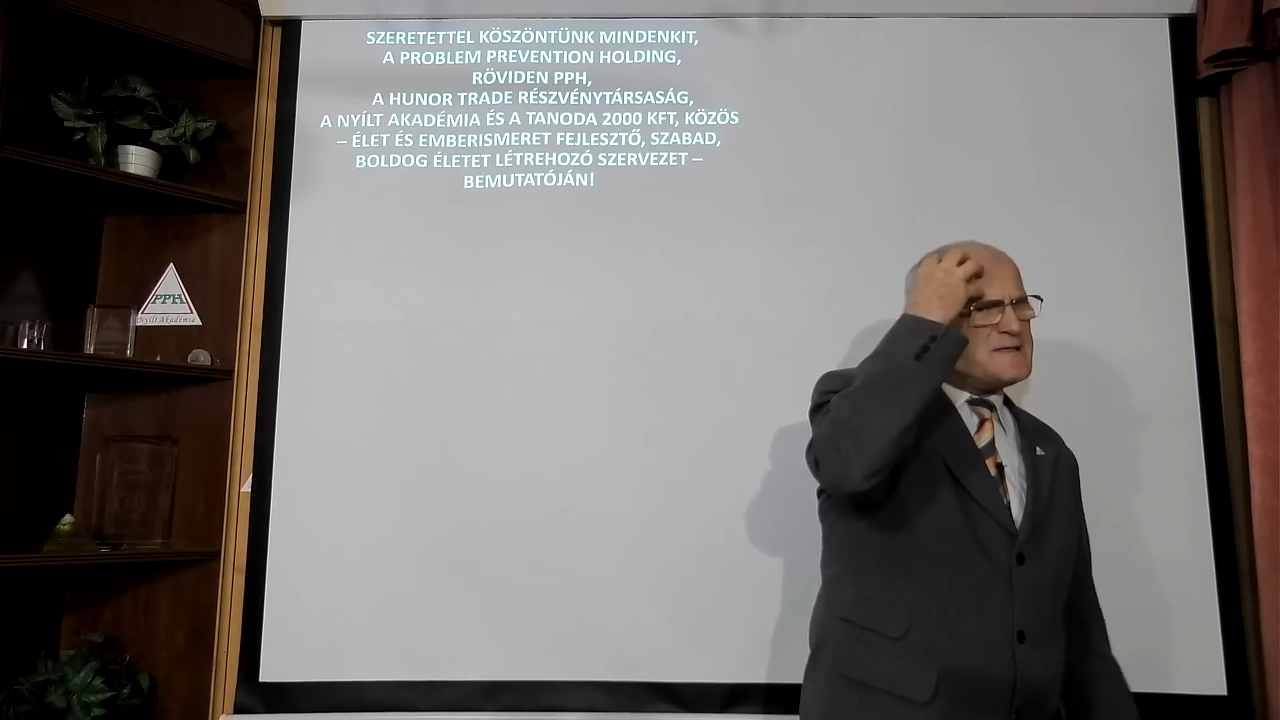 SZERETETTEL KÖSZÖNTÜNK MINDENKIT,
A PROBLEM PREVENTION HOLDING,
RÖVIDEN PPH,
A HUNOR TRADE RÉSZVÉNYTÁRSASÁG,
A NYÍLT AKADÉMIA ÉS A TANODA 2000 KFT, KÖZÖS
– ÉLET ÉS EMBERISMERET FEJLESZTŐ, SZABAD,
BOLDOG ÉLETET LÉTREHOZÓ SZERVEZET –
BEMUTATÓJÁN!
PPH
Nyílt Akadémia